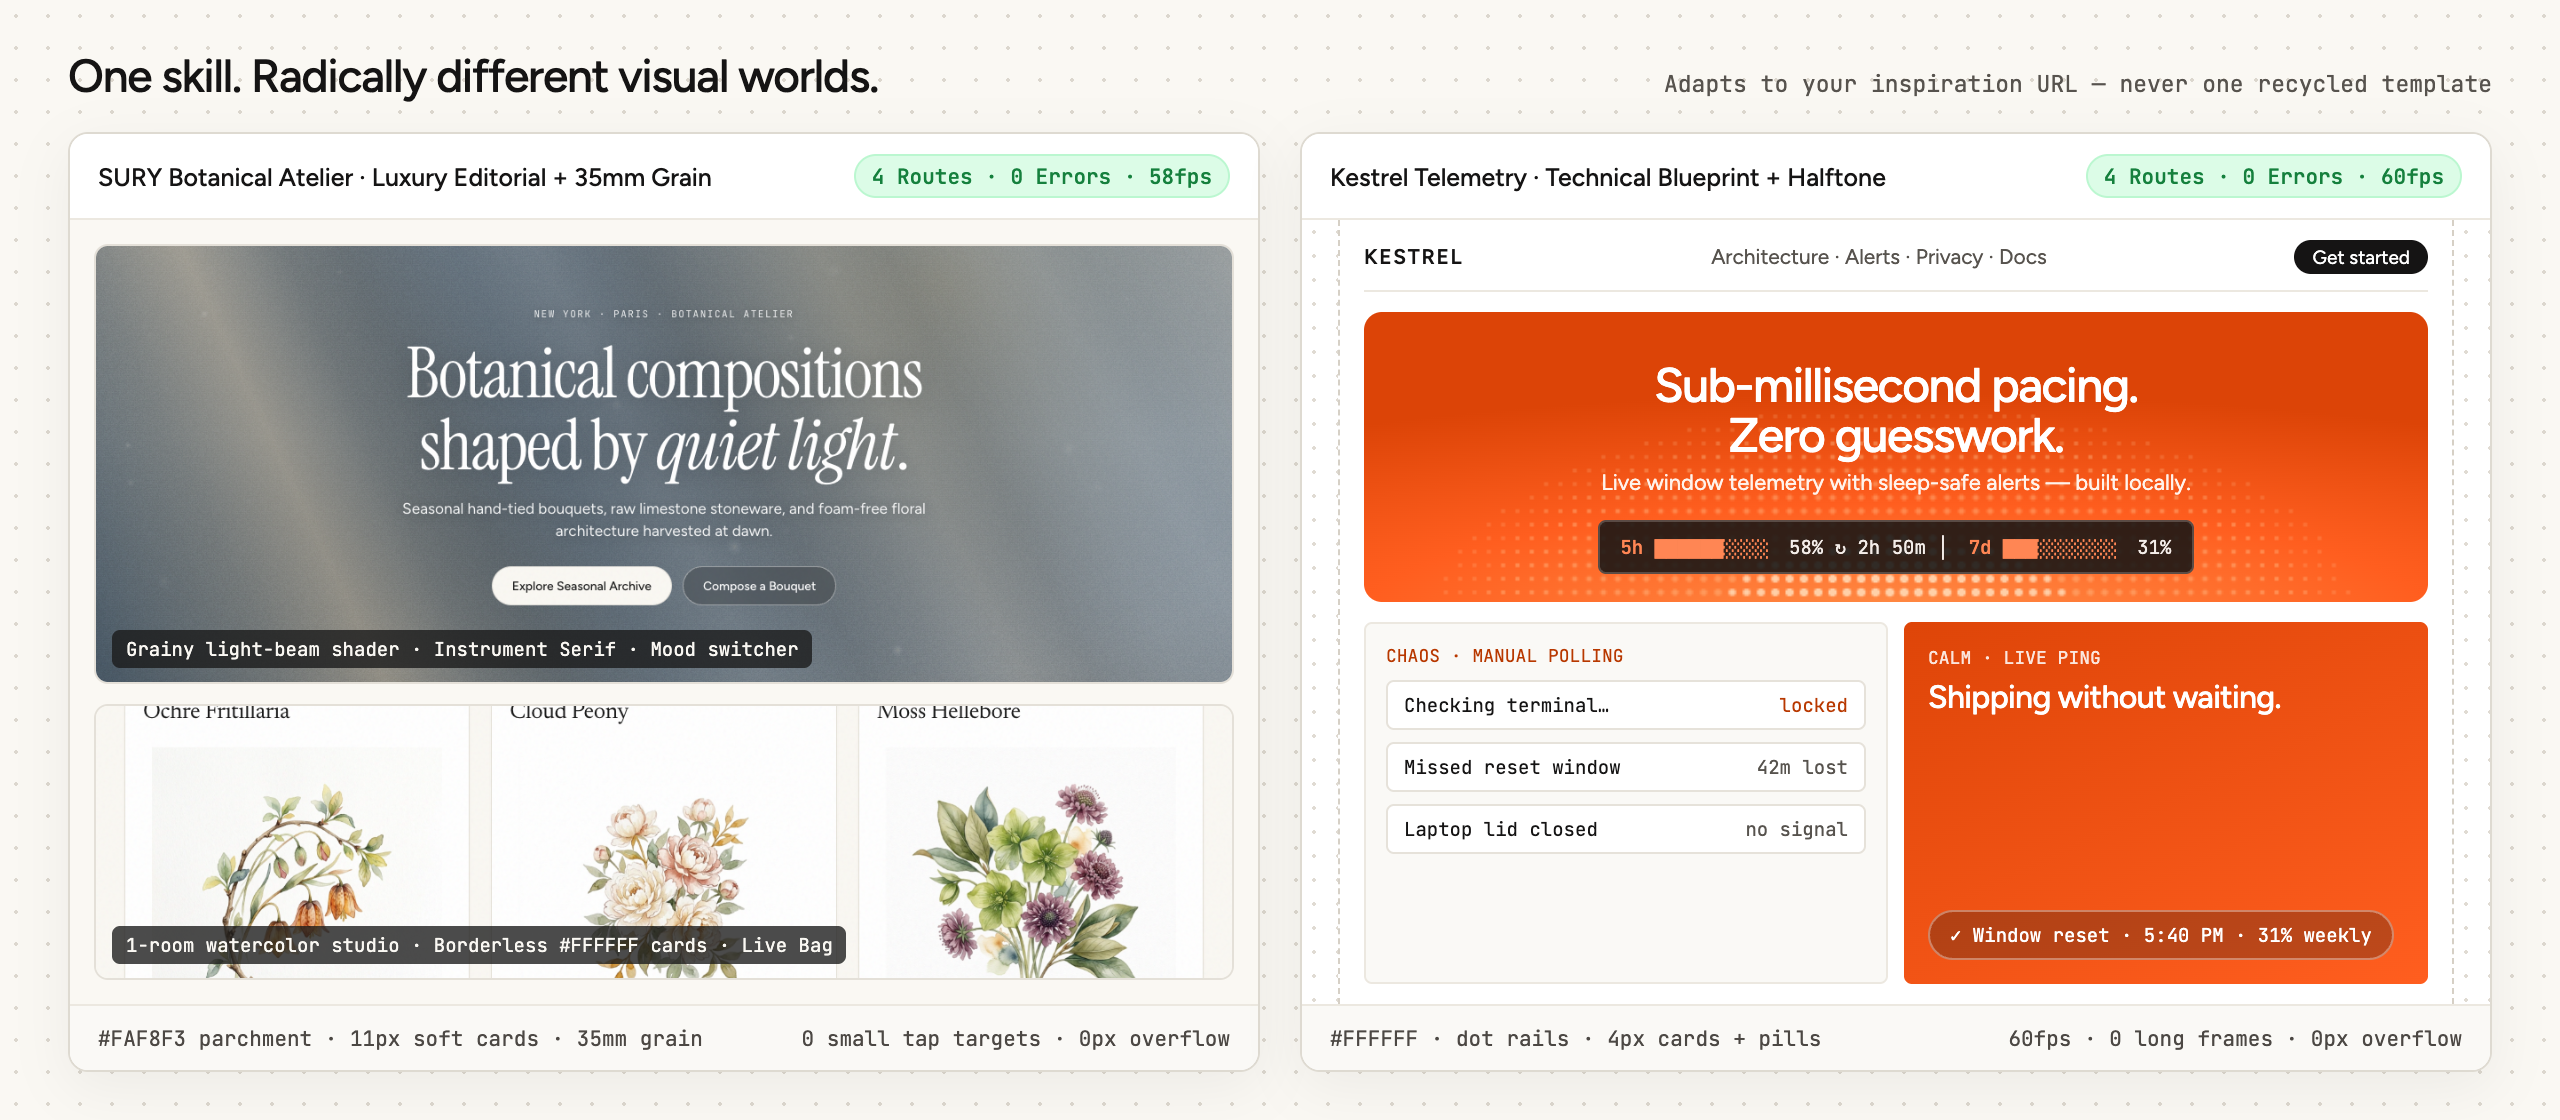 One skill. Radically different visual worlds.
Adapts to your inspiration URL — never one recycled template
SURY Botanical Atelier · Luxury Editorial + 35mm Grain
4 Routes · 0 Errors · 58fps
NEW YORK · PARIS · BOTANICAL ATELIER
Botanical compositions
shaped by quiet light.
Seasonal hand-tied bouquets, raw limestone stoneware, and foam-free floral
architecture harvested at dawn.
Explore Seasonal Archive
Compose a Bouquet
Grainy light-beam shader · Instrument Serif · Mood switcher
Ochre Fritillaria
Cloud Peony
Moss Hellebore
1-room watercolor studio · Borderless #FFFFFF cards · Live Bag
#FAF8F3 parchment · 11px soft cards · 35mm grain
0 small tap targets · 0px overflow
Kestrel Telemetry · Technical Blueprint + Halftone
4 Routes · 0 Errors · 60fps
KESTREL
Architecture · Alerts · Privacy · Docs
Get started
Sub-millisecond pacing.
Zero guesswork.
Live window telemetry with sleep-safe alerts — built locally.
5h 58% ↻ 2h 50m │ 7d 31%
CHAOS · MANUAL POLLING
Checking terminal… locked
Missed reset window 42m lost
Laptop lid closed no signal
CALM · LIVE PING
Shipping without waiting.
✓ Window reset · 5:40 PM · 31% weekly
#FFFFFF · dot rails · 4px cards + pills
60fps · 0 long frames · 0px overflow